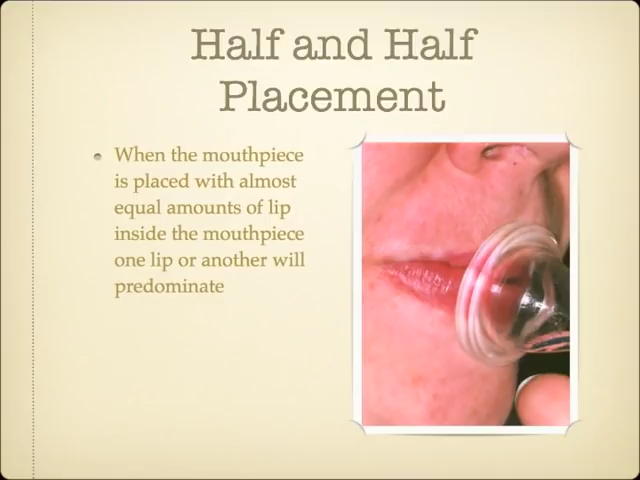 Half and Half
Placement
When the mouthpiece
is placed with almost
equal amounts of lip
inside the mouthpiece
one lip or another will
predominate